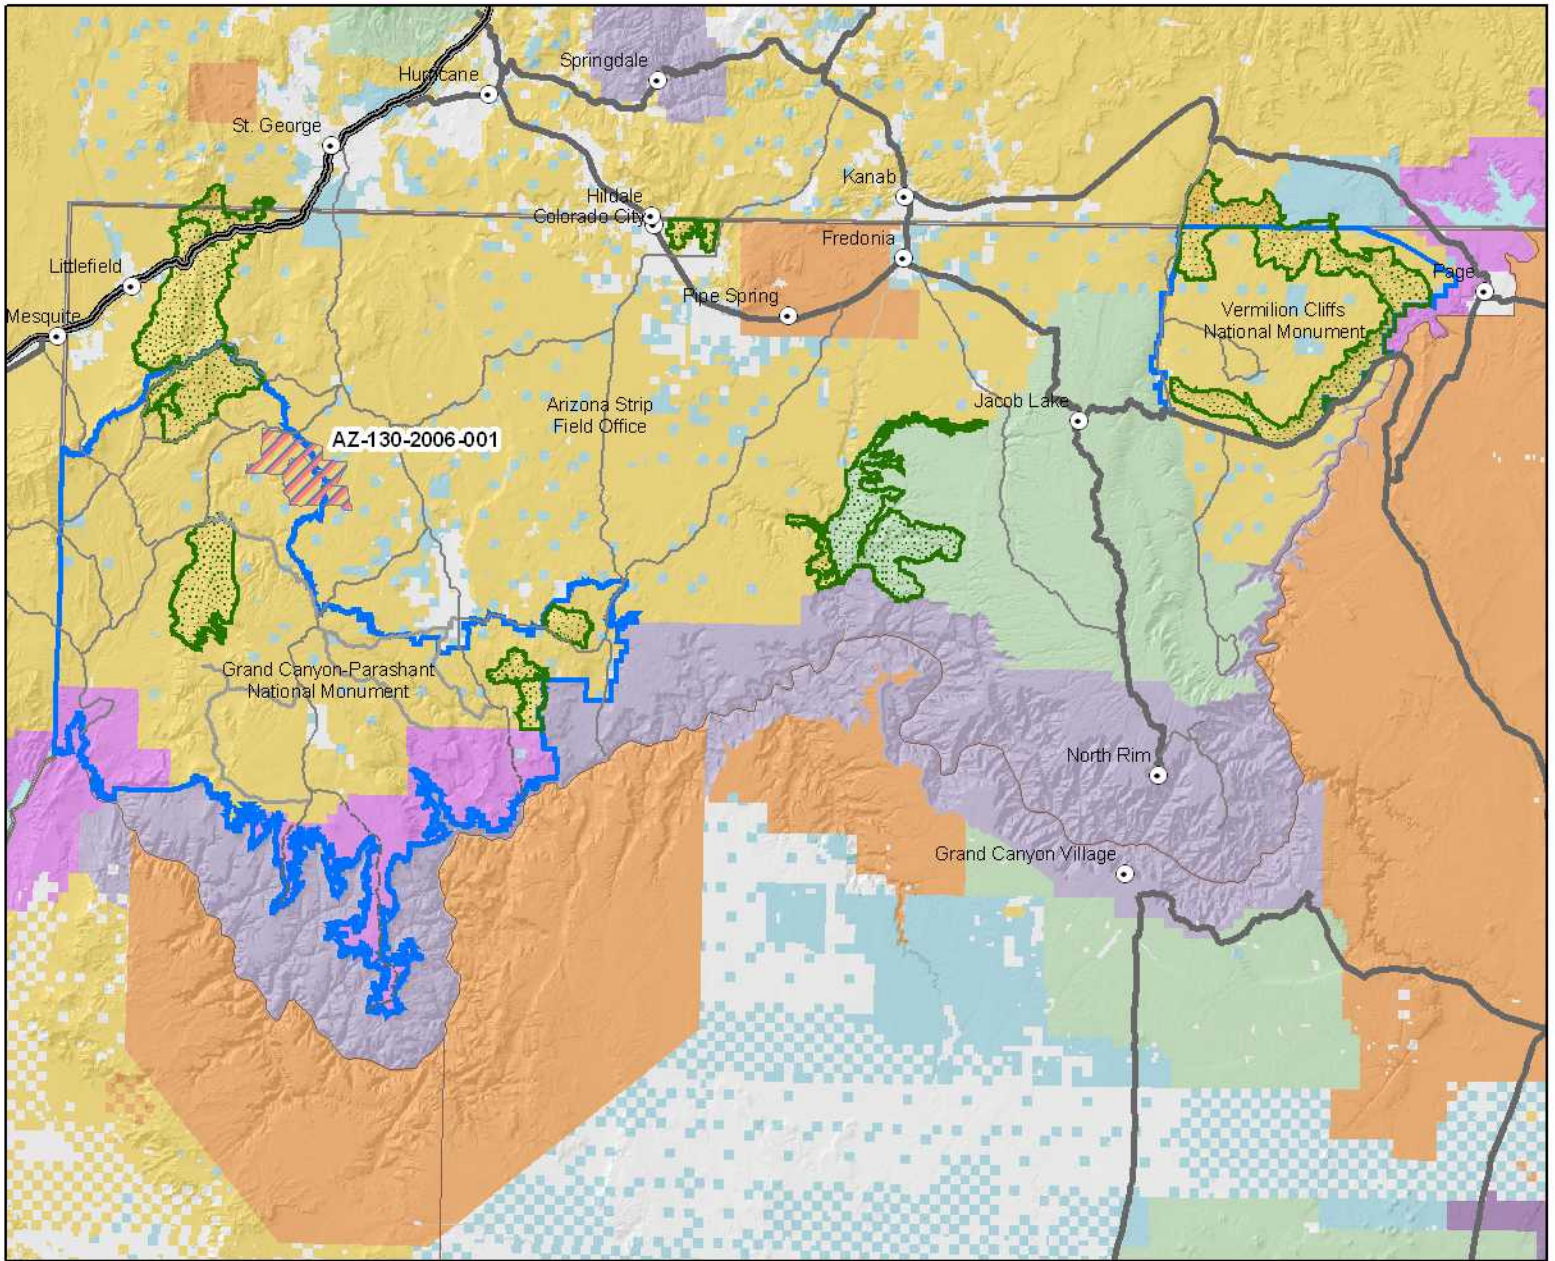 Hurricane
Springdale
St. George
Kanab
Hildale
Colorado City
Fredonia
Littlefield
Page
Pipe Spring
Mesquite
Vermilion Cliffs
National Monument
Arizona Strip
Field Office
Jacob Lake
AZ-130-2006-001
Grand Canyon-Parashant
National Monument
North Rim
Grand Canyon Village